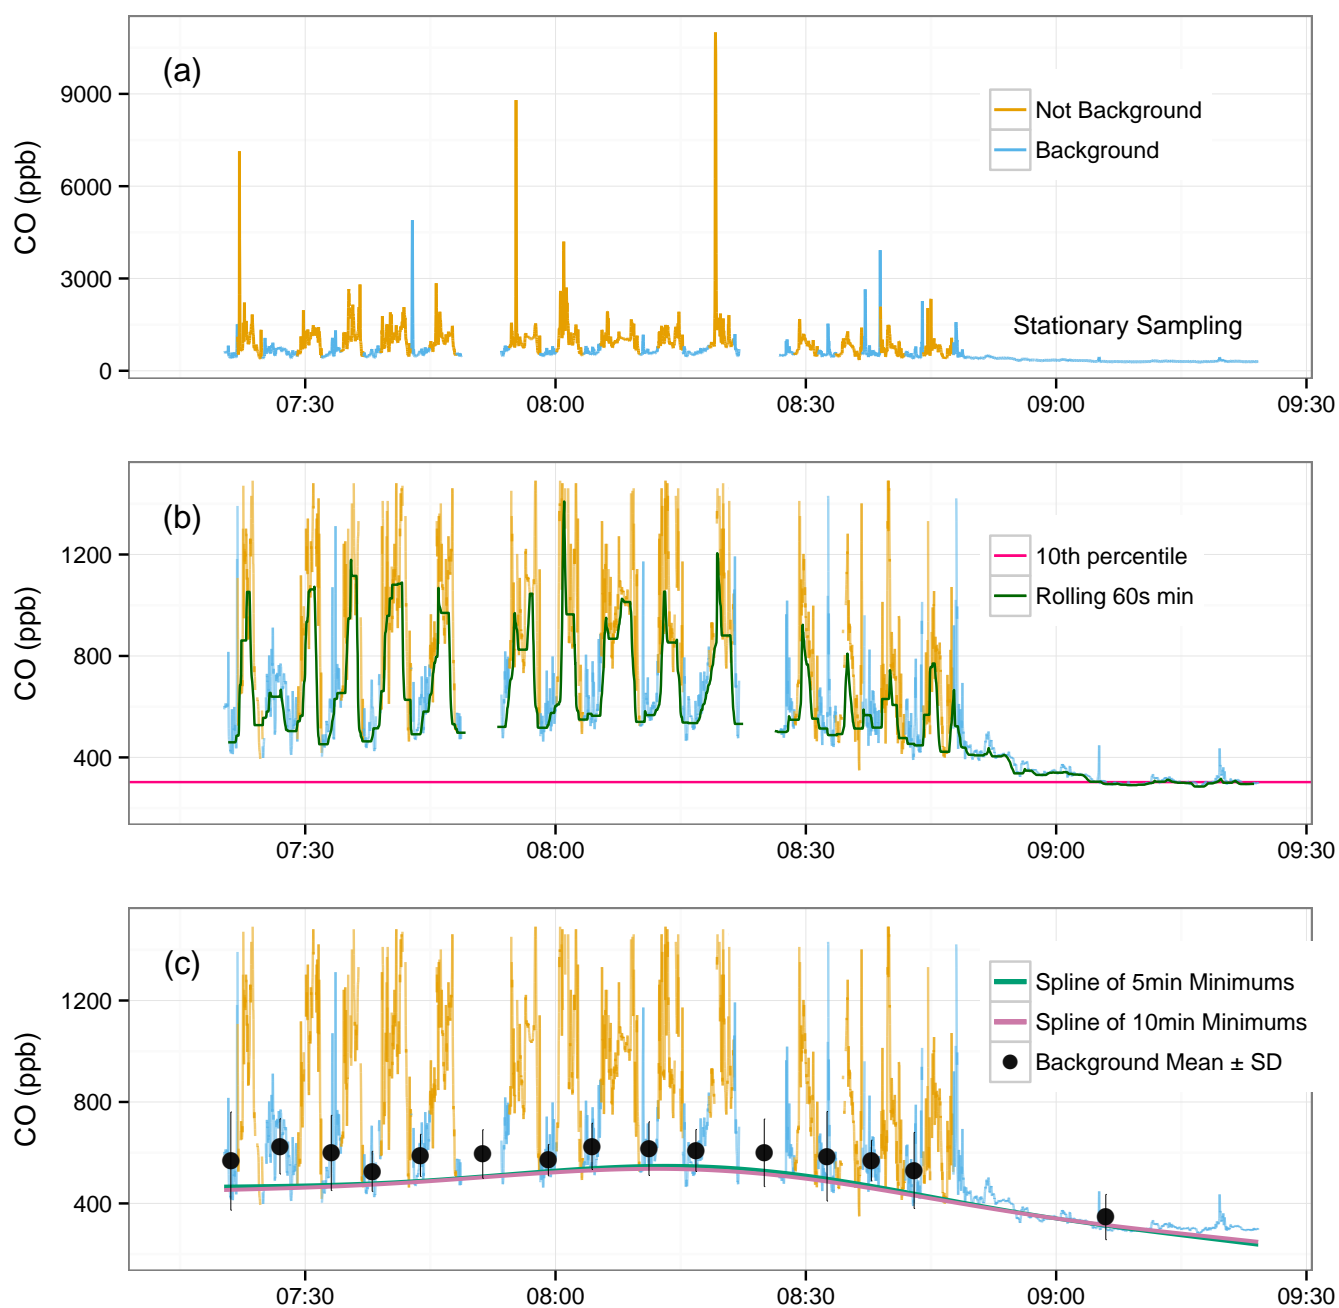 (a)
CO (ppb)
9000
6000
3000
0
Not Background
Background
Stationary Sampling
07:30 08:00 08:30 09:00 09:30
(b)
CO (ppb)
1200
800
400
10th percentile
Rolling 60s min
07:30 08:00 08:30 09:00 09:30
(c)
CO (ppb)
1200
800
400
Spline of 5min Minimums
Spline of 10min Minimums
Background Mean ± SD
07:30 08:00 08:30 09:00 09:30